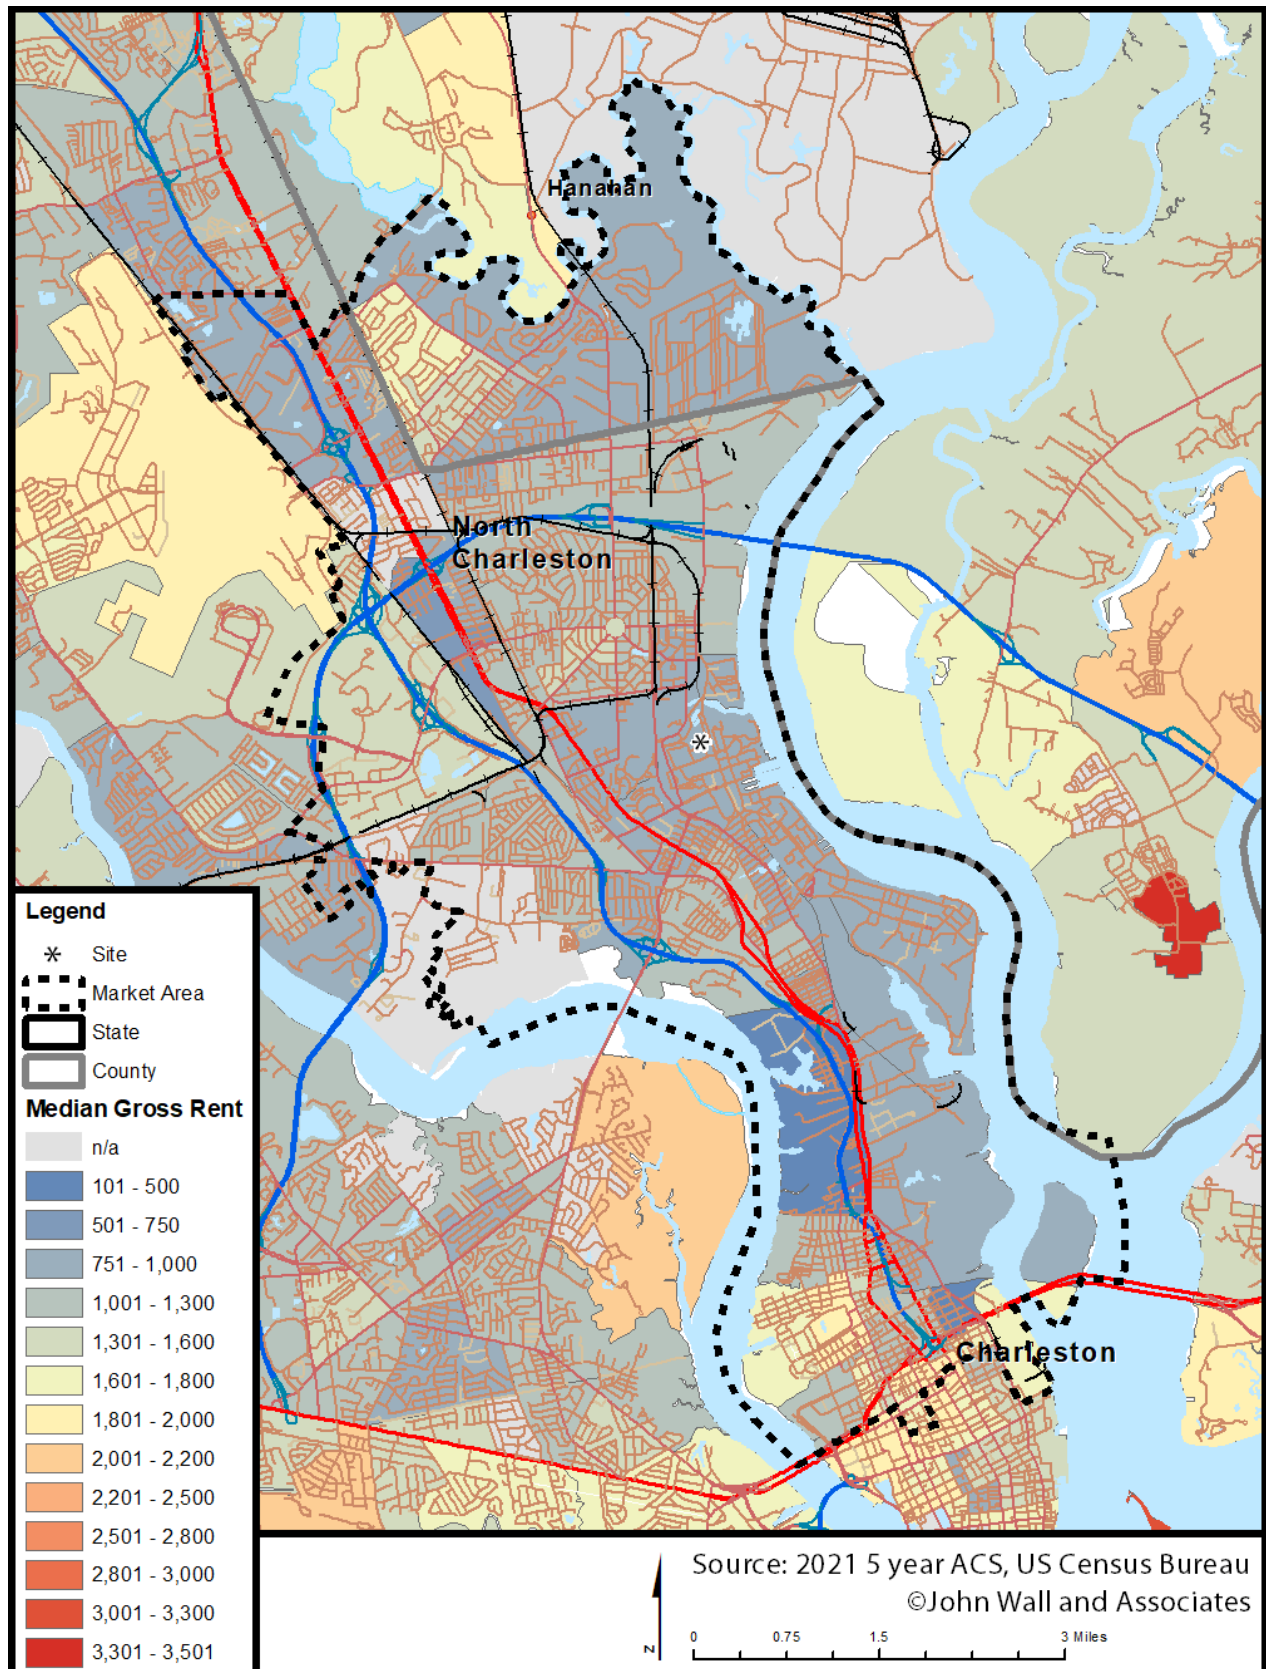 Hanahan
North
Charleston
Charleston
Legend
Site
Market Area
State
County
Median Gross Rent
n/a
101 - 500
501 - 750
751 - 1,000
1,001 - 1,300
1,301 - 1,600
1,601 - 1,800
1,801 - 2,000
2,001 - 2,200
2,201 - 2,500
2,501 - 2,800
2,801 - 3,000
3,001 - 3,300
3,301 - 3,501
Source: 2021 5 year ACS, US Census Bureau
©John Wall and Associates
N
0 0.75 1.5 3 Miles